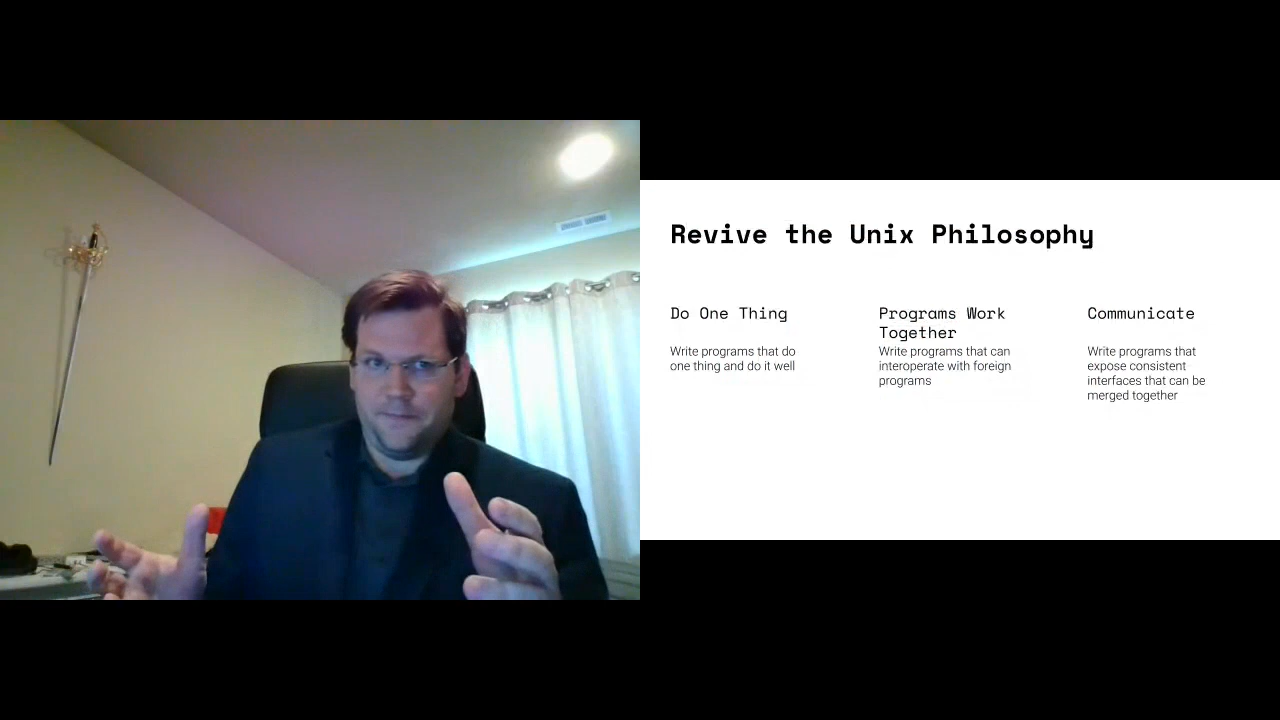 Revive the Unix Philosophy
Do One Thing
Write programs that do
one thing and do it well
Programs Work
Together
Write programs that can
interoperate with foreign
programs
Communicate
Write programs that
expose consistent
interfaces that can be
merged together